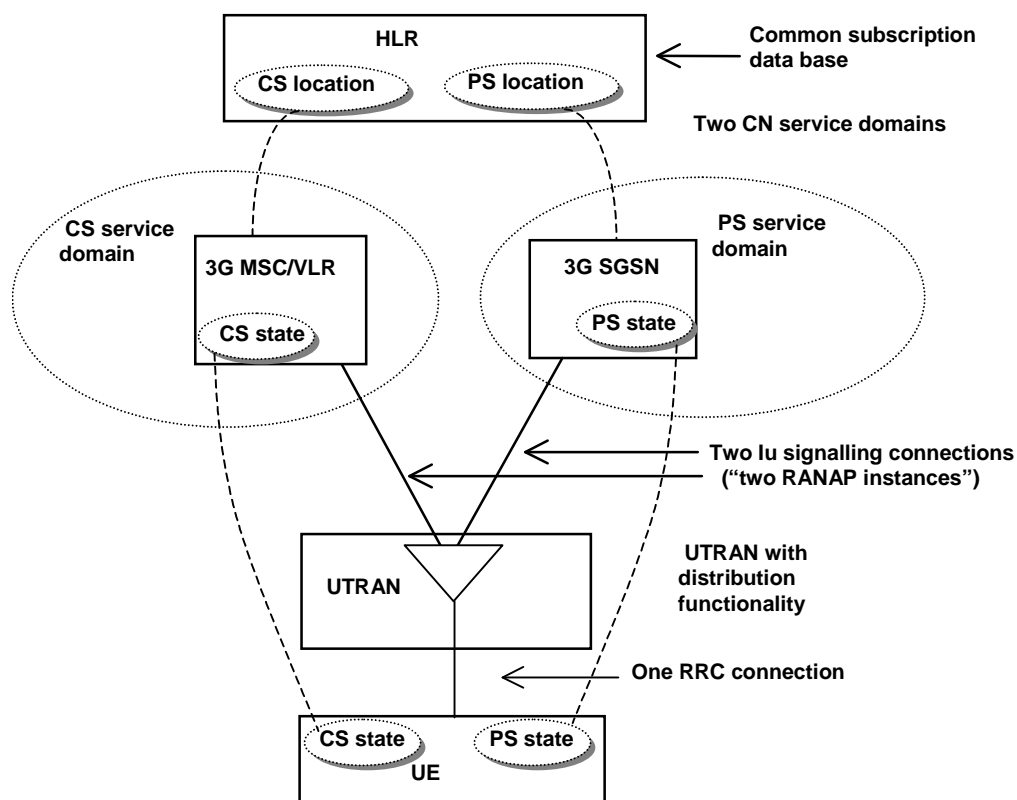 HLR
Common subscription
data base
CS location
PS location
Two CN service domains
CS service
domain
PS service
domain
3G MSC/VLR
3G SGSN
CS state
PS state
Two Iu signalling connections
(“two RANAP instances”)
UTRAN
UTRAN with
distribution
functionality
One RRC connection
CS state
PS state
UE